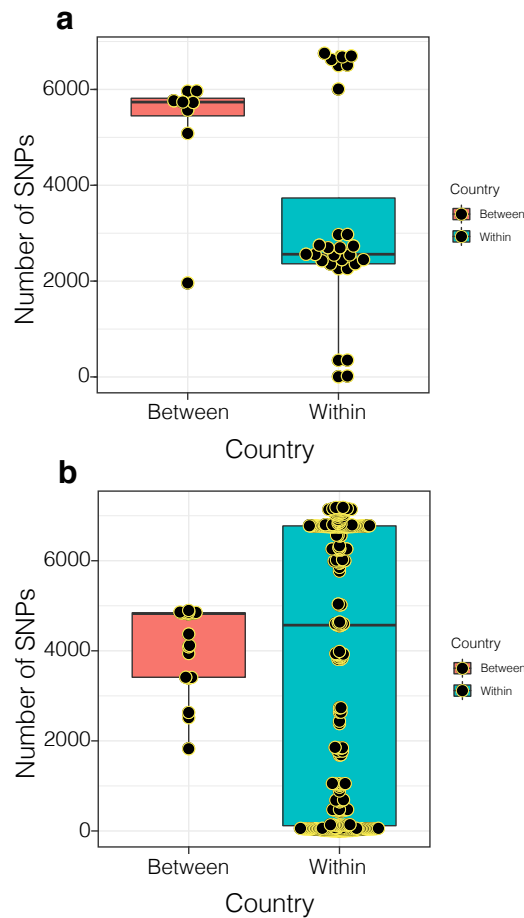 a
Number of SNPs
6000
4000
2000
0
Between
Within
Country
Country
Between
Within
b
Number of SNPs
6000
4000
2000
0
Between
Within
Country
Country
Between
Within